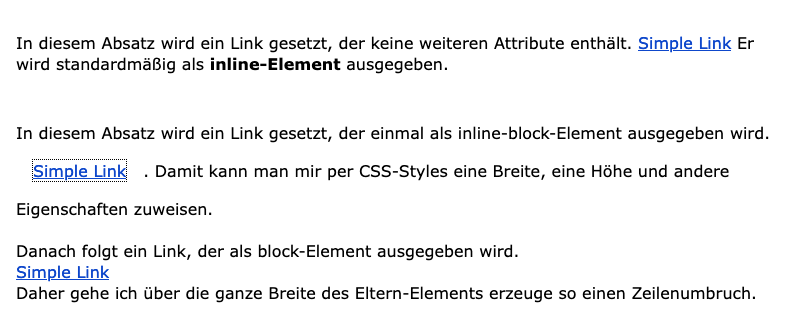 In diesem Absatz wird ein Link gesetzt, der keine weiteren Attribute enthält. Simple Link Er
wird standardmäßig als inline-Element ausgegeben.
In diesem Absatz wird ein Link gesetzt, der einmal als inline-block-Element ausgegeben wird.
Simple Link . Damit kann man mir per CSS-Styles eine Breite, eine Höhe und andere
Eigenschaften zuweisen.
Danach folgt ein Link, der als block-Element ausgegeben wird.
Simple Link
Daher gehe ich über die ganze Breite des Eltern-Elements erzeuge so einen Zeilenumbruch.